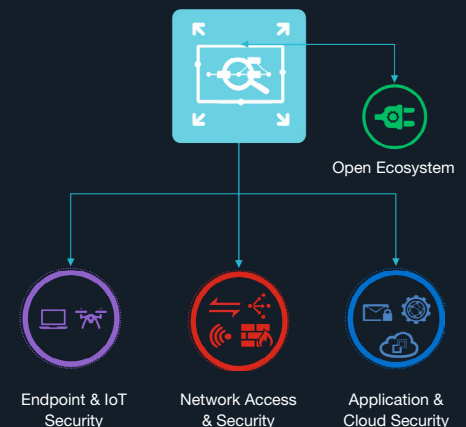 Open Ecosystem
Endpoint & IoT
Security
Network Access
& Security
Application &
Cloud Security